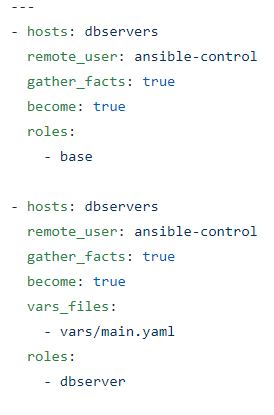 ---
- hosts: dbservers
  remote_user: ansible-control
  gather_facts: true
  become: true
  roles:
    - base

- hosts: dbservers
  remote_user: ansible-control
  gather_facts: true
  become: true
  vars_files:
    - vars/main.yaml
  roles:
    - dbserver